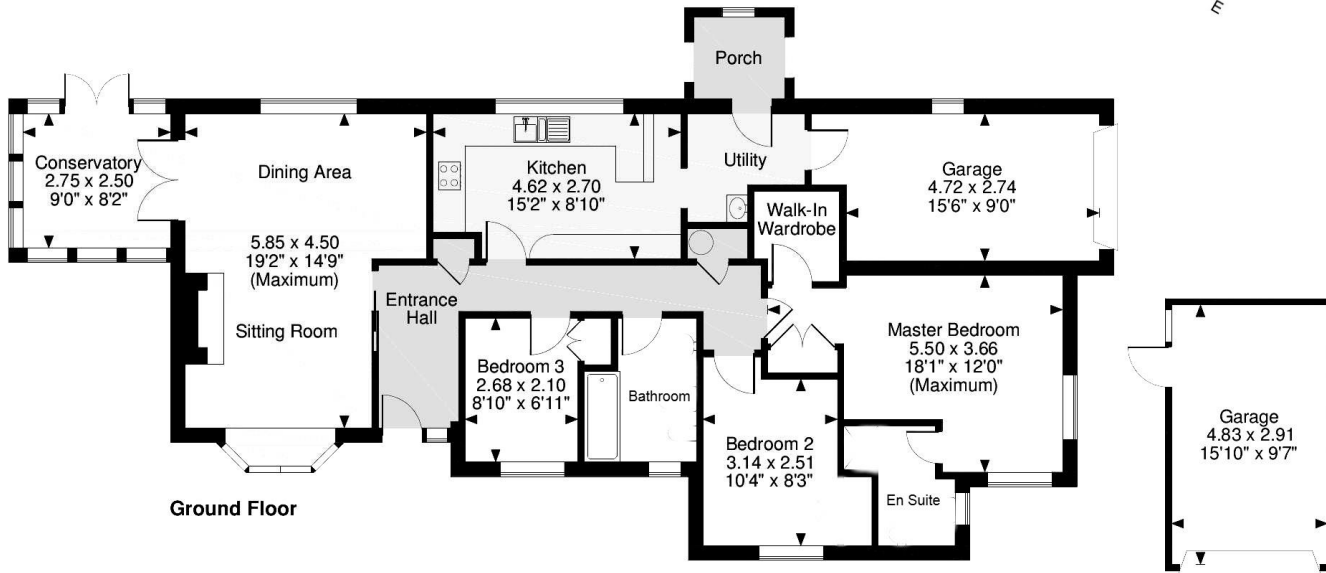 E
Porch
Conservatory
2.75 x 2.50
9'0" x 8'2"
Dining Area
5.85 x 4.50
19'2" x 14'9"
(Maximum)
Sitting Room
Kitchen
4.62 x 2.70
15'2" x 8'10"
Utility
Garage
4.72 x 2.74
15'6" x 9'0"
Walk-In
Wardrobe
Entrance
Hall
Master Bedroom
5.50 x 3.66
18'1" x 12'0"
(Maximum)
Bedroom 3
2.68 x 2.10
8'10" x 6'11"
Bathroom
Bedroom 2
3.14 x 2.51
10'4" x 8'3"
En Suite
Garage
4.83 x 2.91
15'10" x 9'7"
Ground Floor